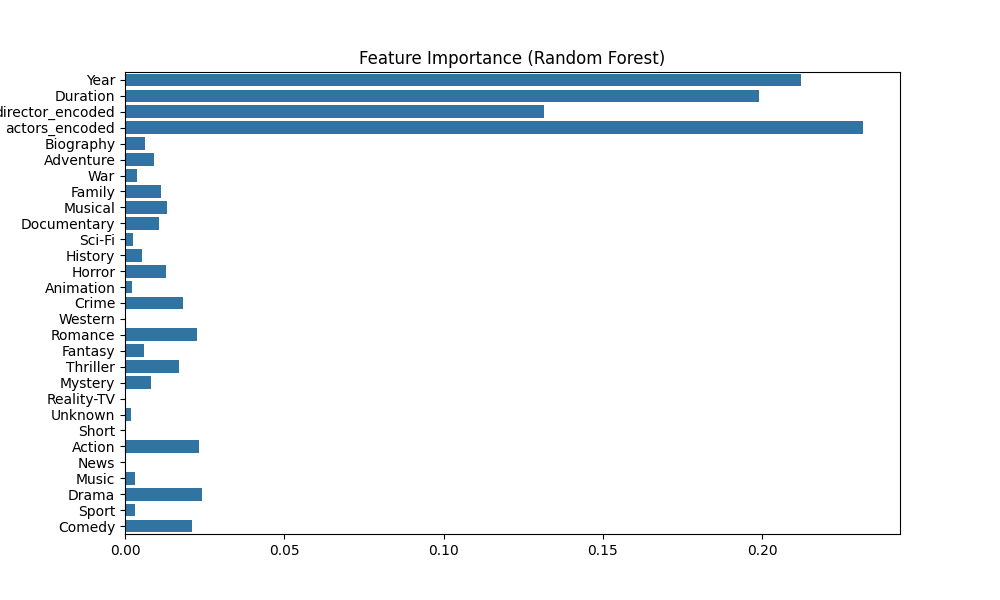 Feature Importance (Random Forest)
Year
Duration
director_encoded
actors_encoded
Biography
Adventure
War
Family
Musical
Documentary
Sci-Fi
History
Horror
Animation
Crime
Western
Romance
Fantasy
Thriller
Mystery
Reality-TV
Unknown
Short
Action
News
Music
Drama
Sport
Comedy
0.00 0.05 0.10 0.15 0.20